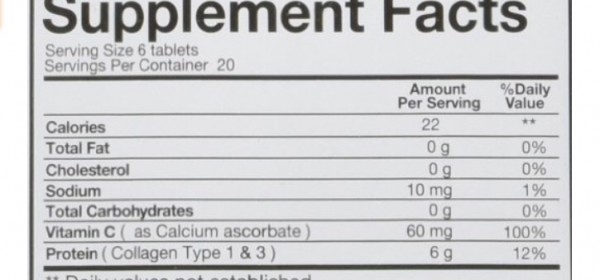 Supplement Facts
Serving Size 6 tablets
Servings Per Container 20
Amount Per Serving %Daily Value
Calories 22 **
Total Fat 0 g 0%
Cholesterol 0 g 0%
Sodium 10 mg 1%
Total Carbohydrates 0 g 0%
Vitamin C ( as Calcium ascorbate ) 60 mg 100%
Protein ( Collagen Type 1 & 3 ) 6 g 12%
** Daily values not established